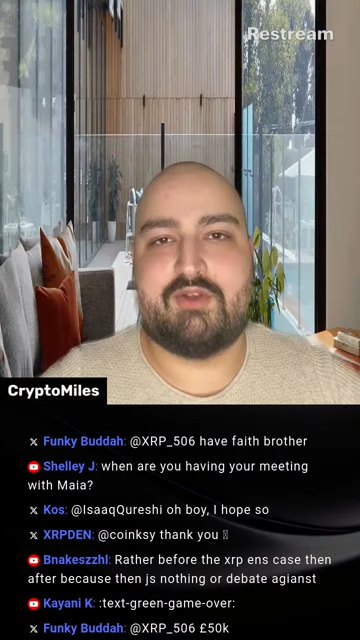 Restream
CryptoMiles
Funky Buddah: @XRP_506 have faith brother
Shelley J: when are you having your meeting
with Maia?
Kos: @IsaaqQureshi oh boy, I hope so
XRPDEN: @coinksy thank you
Bnakeszzhl: Rather before the xrp ens case then
after because then js nothing or debate agianst
Kayani K: :text-green-game-over:
Funky Buddah: @XRP_506 £50k